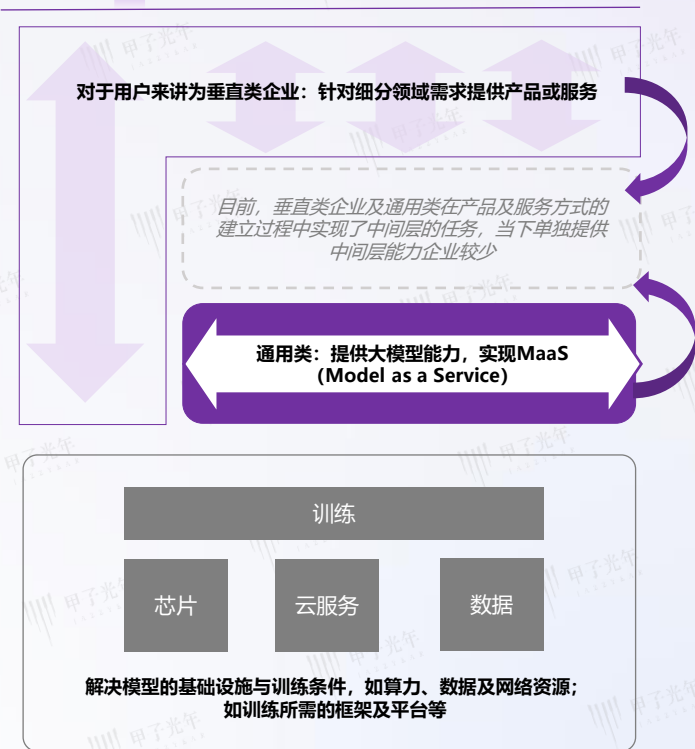 甲子光年
对于用户来讲为垂直类企业：针对细分领域需求提供产品或服务
目前，垂直类企业及通用类在产品及服务方式的
建立过程中实现了中间层的任务，当下单独提供
中间层能力企业较少
通用类：提供大模型能力，实现MaaS
（Model as a Service）
训练
芯片
云服务
数据
解决模型的基础设施与训练条件，如算力、数据及网络资源；
如训练所需的框架及平台等